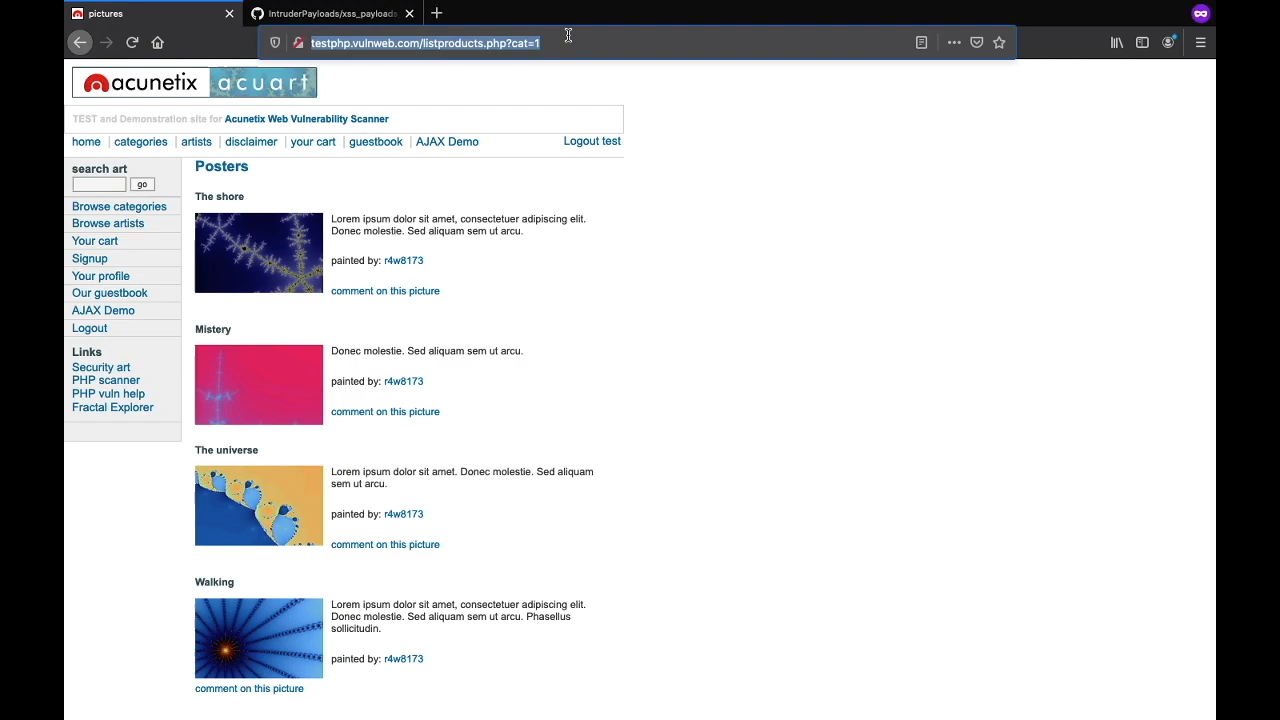 pictures
IntruderPayloads/xss_payloads
testphp.vulnweb.com/listproducts.php?cat=1
acunetix acuart
TEST and Demonstration site for Acunetix Web Vulnerability Scanner
home | categories | artists | disclaimer | your cart | guestbook | AJAX Demo
Logout test
search art
go
Browse categories
Browse artists
Your cart
Signup
Your profile
Our guestbook
AJAX Demo
Logout
Links
Security art
PHP scanner
PHP vuln help
Fractal Explorer
Posters
The shore
Lorem ipsum dolor sit amet, consectetuer adipiscing elit.
Donec molestie. Sed aliquam sem ut arcu.
painted by: r4w8173
comment on this picture
Mistery
Donec molestie. Sed aliquam sem ut arcu.
painted by: r4w8173
comment on this picture
The universe
Lorem ipsum dolor sit amet. Donec molestie. Sed aliquam
sem ut arcu.
painted by: r4w8173
comment on this picture
Walking
Lorem ipsum dolor sit amet, consectetuer adipiscing elit.
Donec molestie. Sed aliquam sem ut arcu. Phasellus
sollicitudin.
painted by: r4w8173
comment on this picture